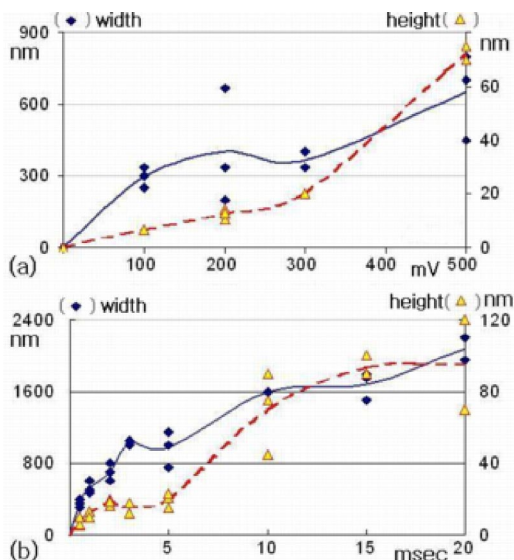 ( ◆ ) width height( ▲ )
900 nm
nm 80
600 60
40
300
20
0 0
(a) 100 200 300 400 mV 500
( ◆ ) width height( ▲ ) nm
2400 120
nm
1600 80
800 40
0 0
(b) 5 10 15 msec 20